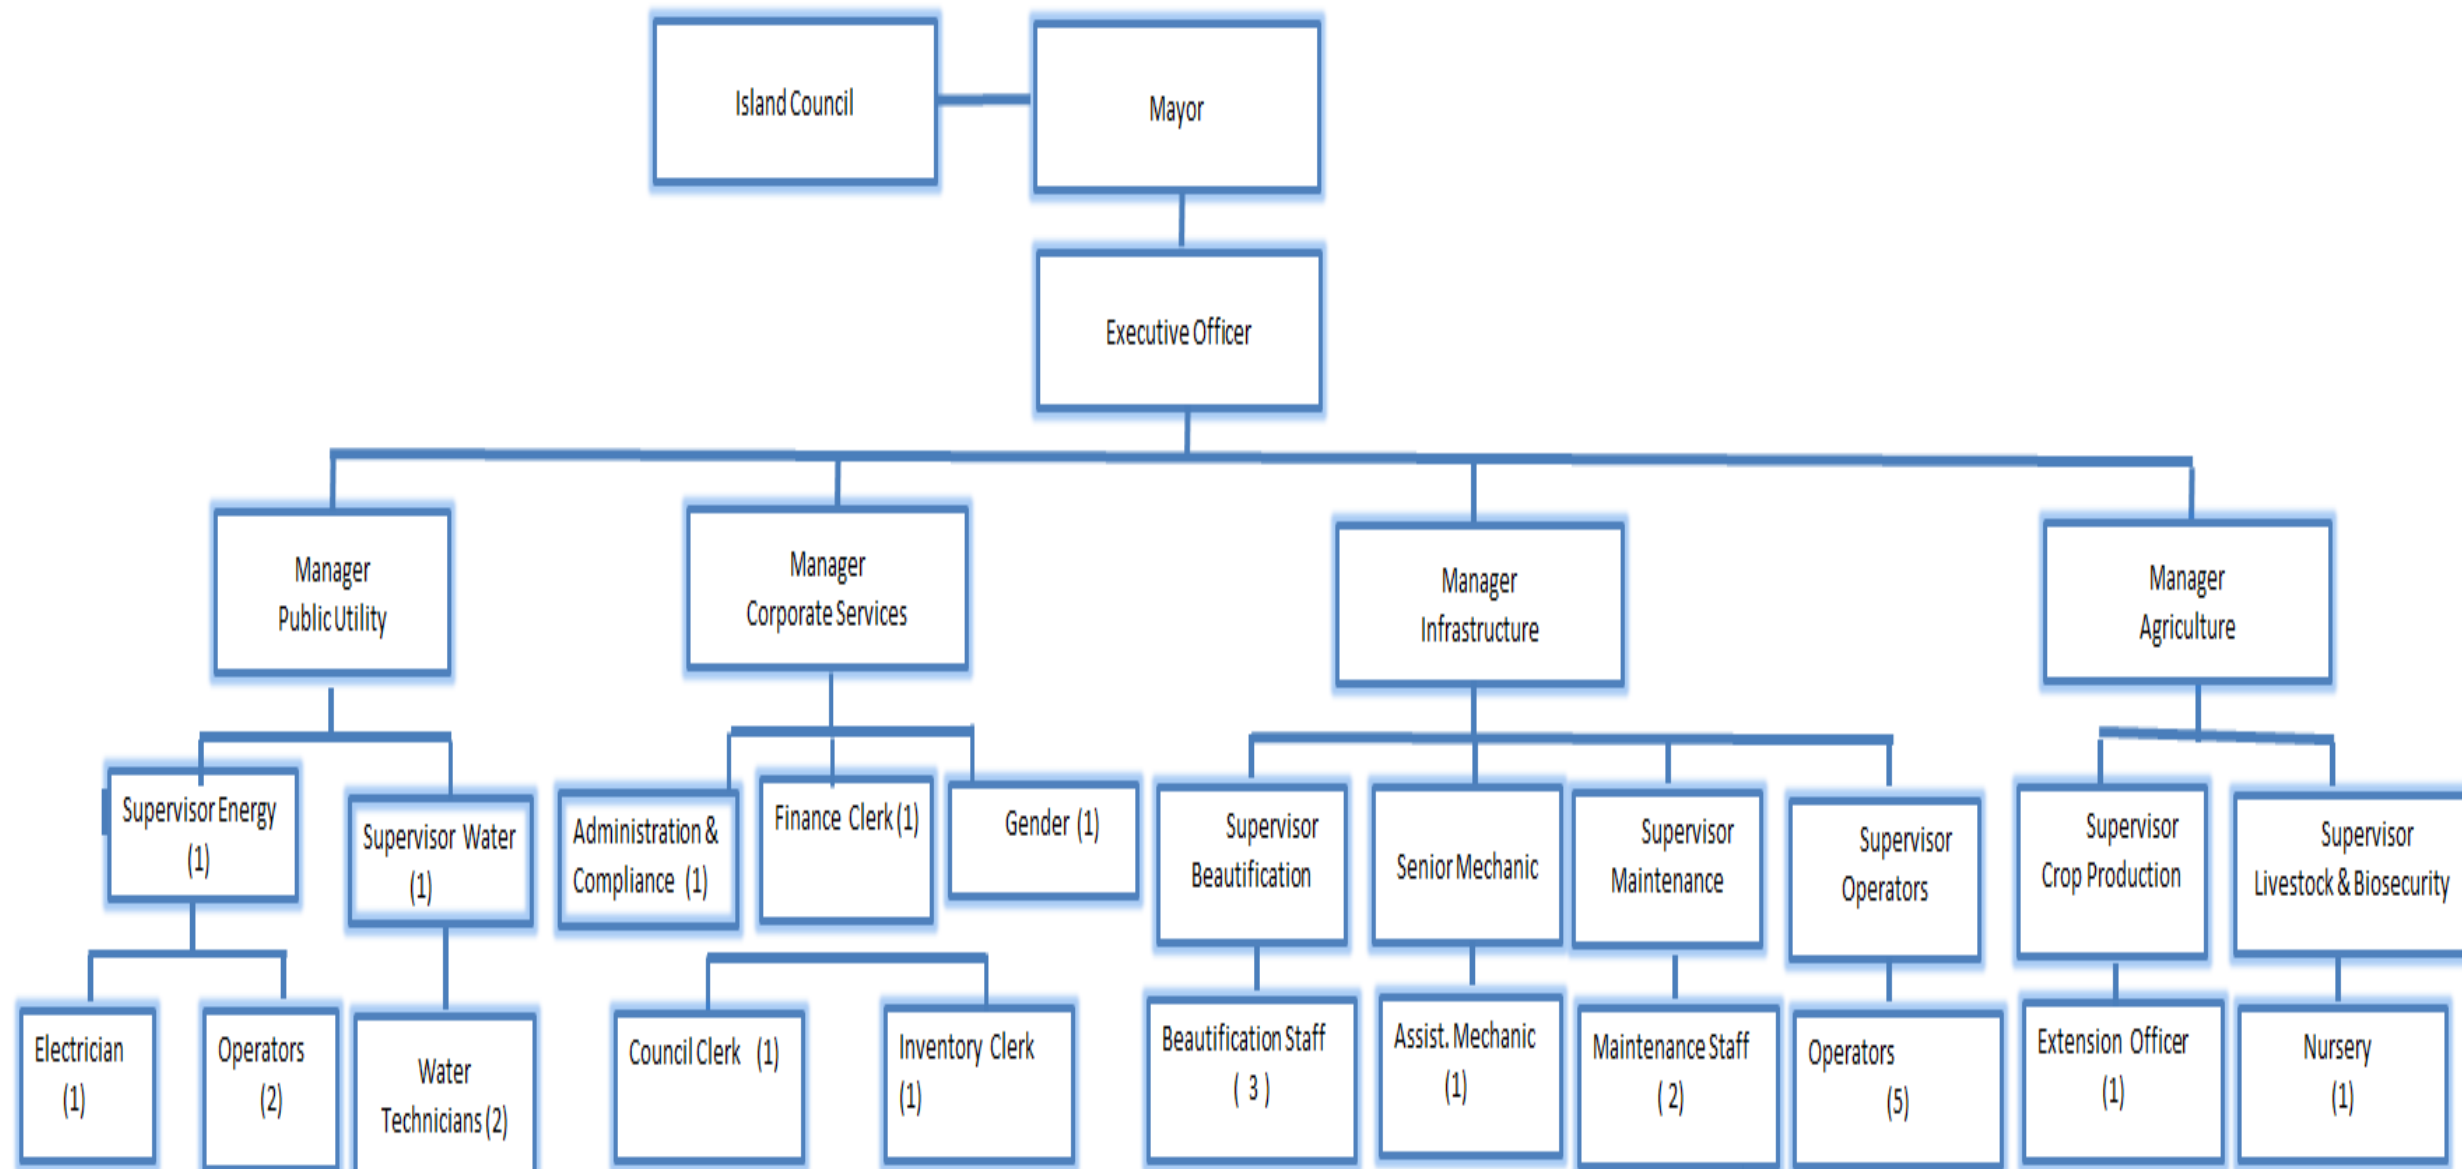 Island Council
Mayor
Executive Officer
Manager
Public Utility
Manager
Corporate Services
Manager
Infrastructure
Manager
Agriculture
Supervisor Energy
(1)
Supervisor Water
(1)
Administration &
Compliance (1)
Finance Clerk (1)
Gender (1)
Supervisor
Beautification
Senior Mechanic
Supervisor
Maintenance
Supervisor
Operators
Supervisor
Crop Production
Supervisor
Livestock & Biosecurity
Electrician
(1)
Operators
(2)
Water
Technicians (2)
Council Clerk (1)
Inventory Clerk
(1)
Beautification Staff
( 3 )
Assist. Mechanic
(1)
Maintenance Staff
( 2)
Operators
(5)
Extension Officer
(1)
Nursery
(1)